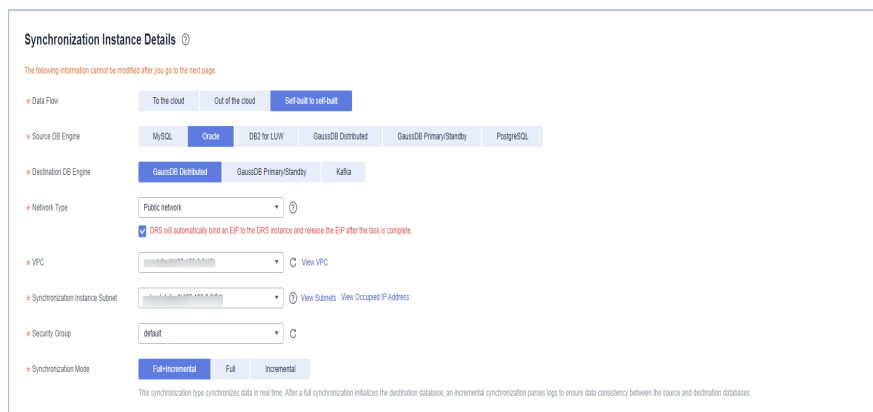 Synchronization Instance Details
The following information cannot be modified after you go to the next page.
* Data Flow To the cloud Out of the cloud Self-built to self-built
* Source DB Engine MySQL Oracle DB2 for LUW GaussDB Distributed GaussDB Primary/Standby PostgreSQL
* Destination DB Engine GaussDB Distributed GaussDB Primary/Standby Kafka
* Network Type Public network
DRS will automatically bind an EIP to the DRS instance and release the EIP after the task is complete.
* VPC View VPC
* Synchronization Instance Subnet View Subnets View Occupied IP Address
* Security Group default
* Synchronization Mode Full+Incremental Full Incremental
This synchronization type synchronizes data in real time. After a full synchronization initializes the destination database, an incremental synchronization parses logs to ensure data consistency between the source and destination databases.